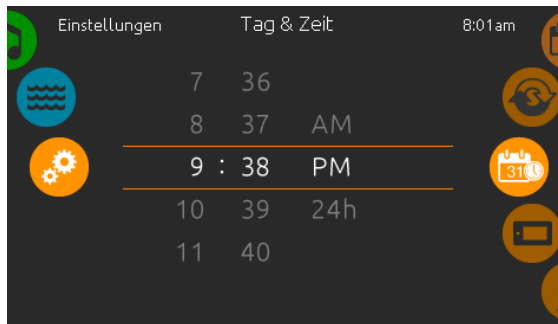 Einstellungen Tag & Zeit 8:01am
7 36
8 37 AM
9 : 38 PM
10 39 24h
11 40
31